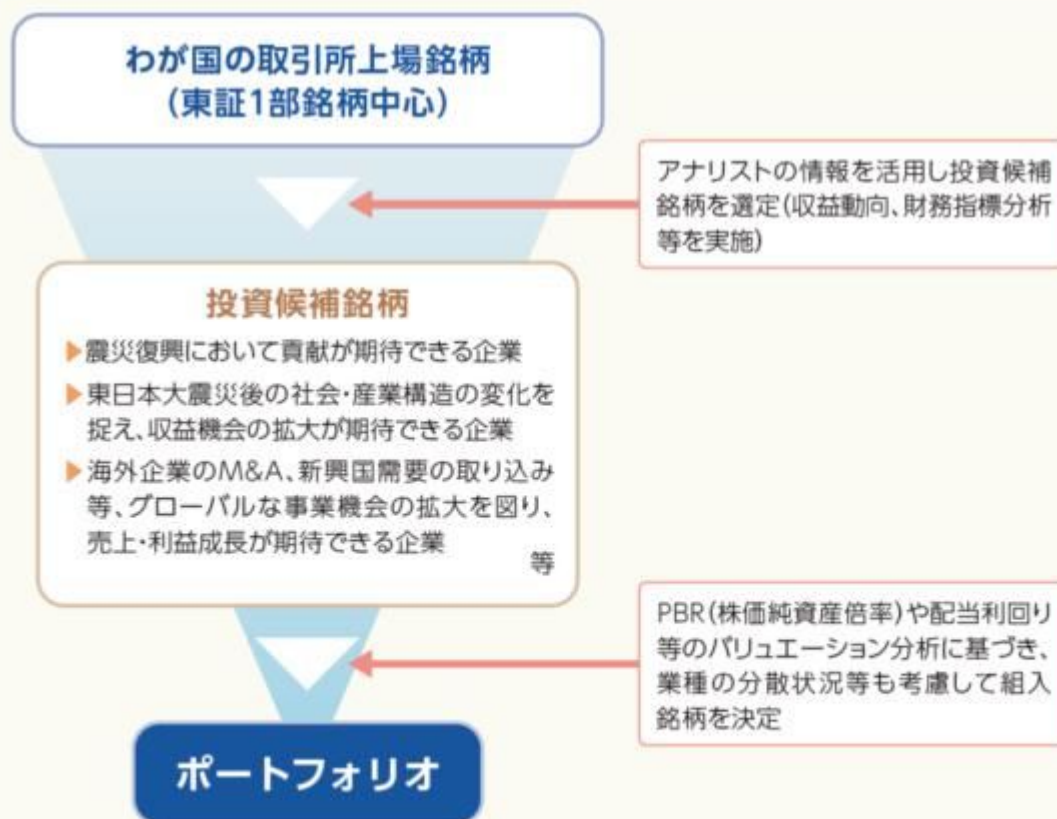 わが国の取引所上場銘柄
(東証1部銘柄中心)
アナリストの情報を活用し投資候補
銘柄を選定(収益動向、財務指標分析
等を実施)
投資候補銘柄
▶震災復興において貢献が期待できる企業
▶東日本大震災後の社会・産業構造の変化を
捉え、収益機会の拡大が期待できる企業
▶海外企業のM&A、新興国需要の取り込み
等、グローバルな事業機会の拡大を図り、
売上・利益成長が期待できる企業
等
PBR(株価純資産倍率)や配当利回り
等のバリュエーション分析に基づき、
業種の分散状況等も考慮して組入
銘柄を決定
ポートフォリオ